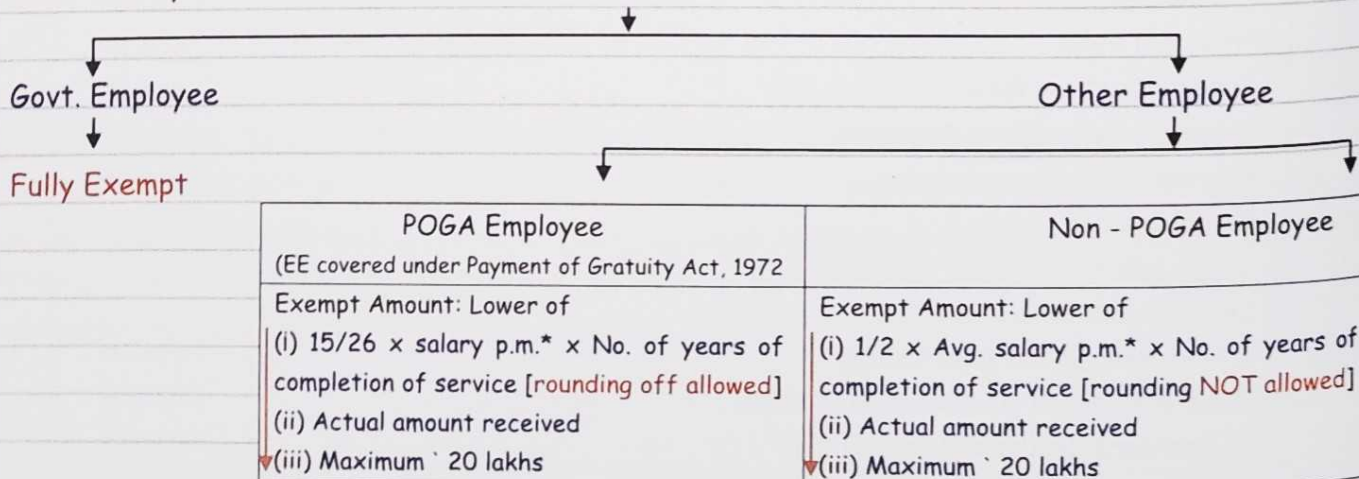 Govt. Employee
Other Employee
Fully Exempt
POGA Employee
(EE covered under Payment of Gratuity Act, 1972
Non - POGA Employee
Exempt Amount: Lower of
(i) 15/26 x salary p.m.* x No. of years of
completion of service [rounding off allowed]
(ii) Actual amount received
(iii) Maximum ` 20 lakhs
Exempt Amount: Lower of
(i) 1/2 x Avg. salary p.m.* x No. of years of
completion of service [rounding NOT allowed]
(ii) Actual amount received
(iii) Maximum ` 20 lakhs